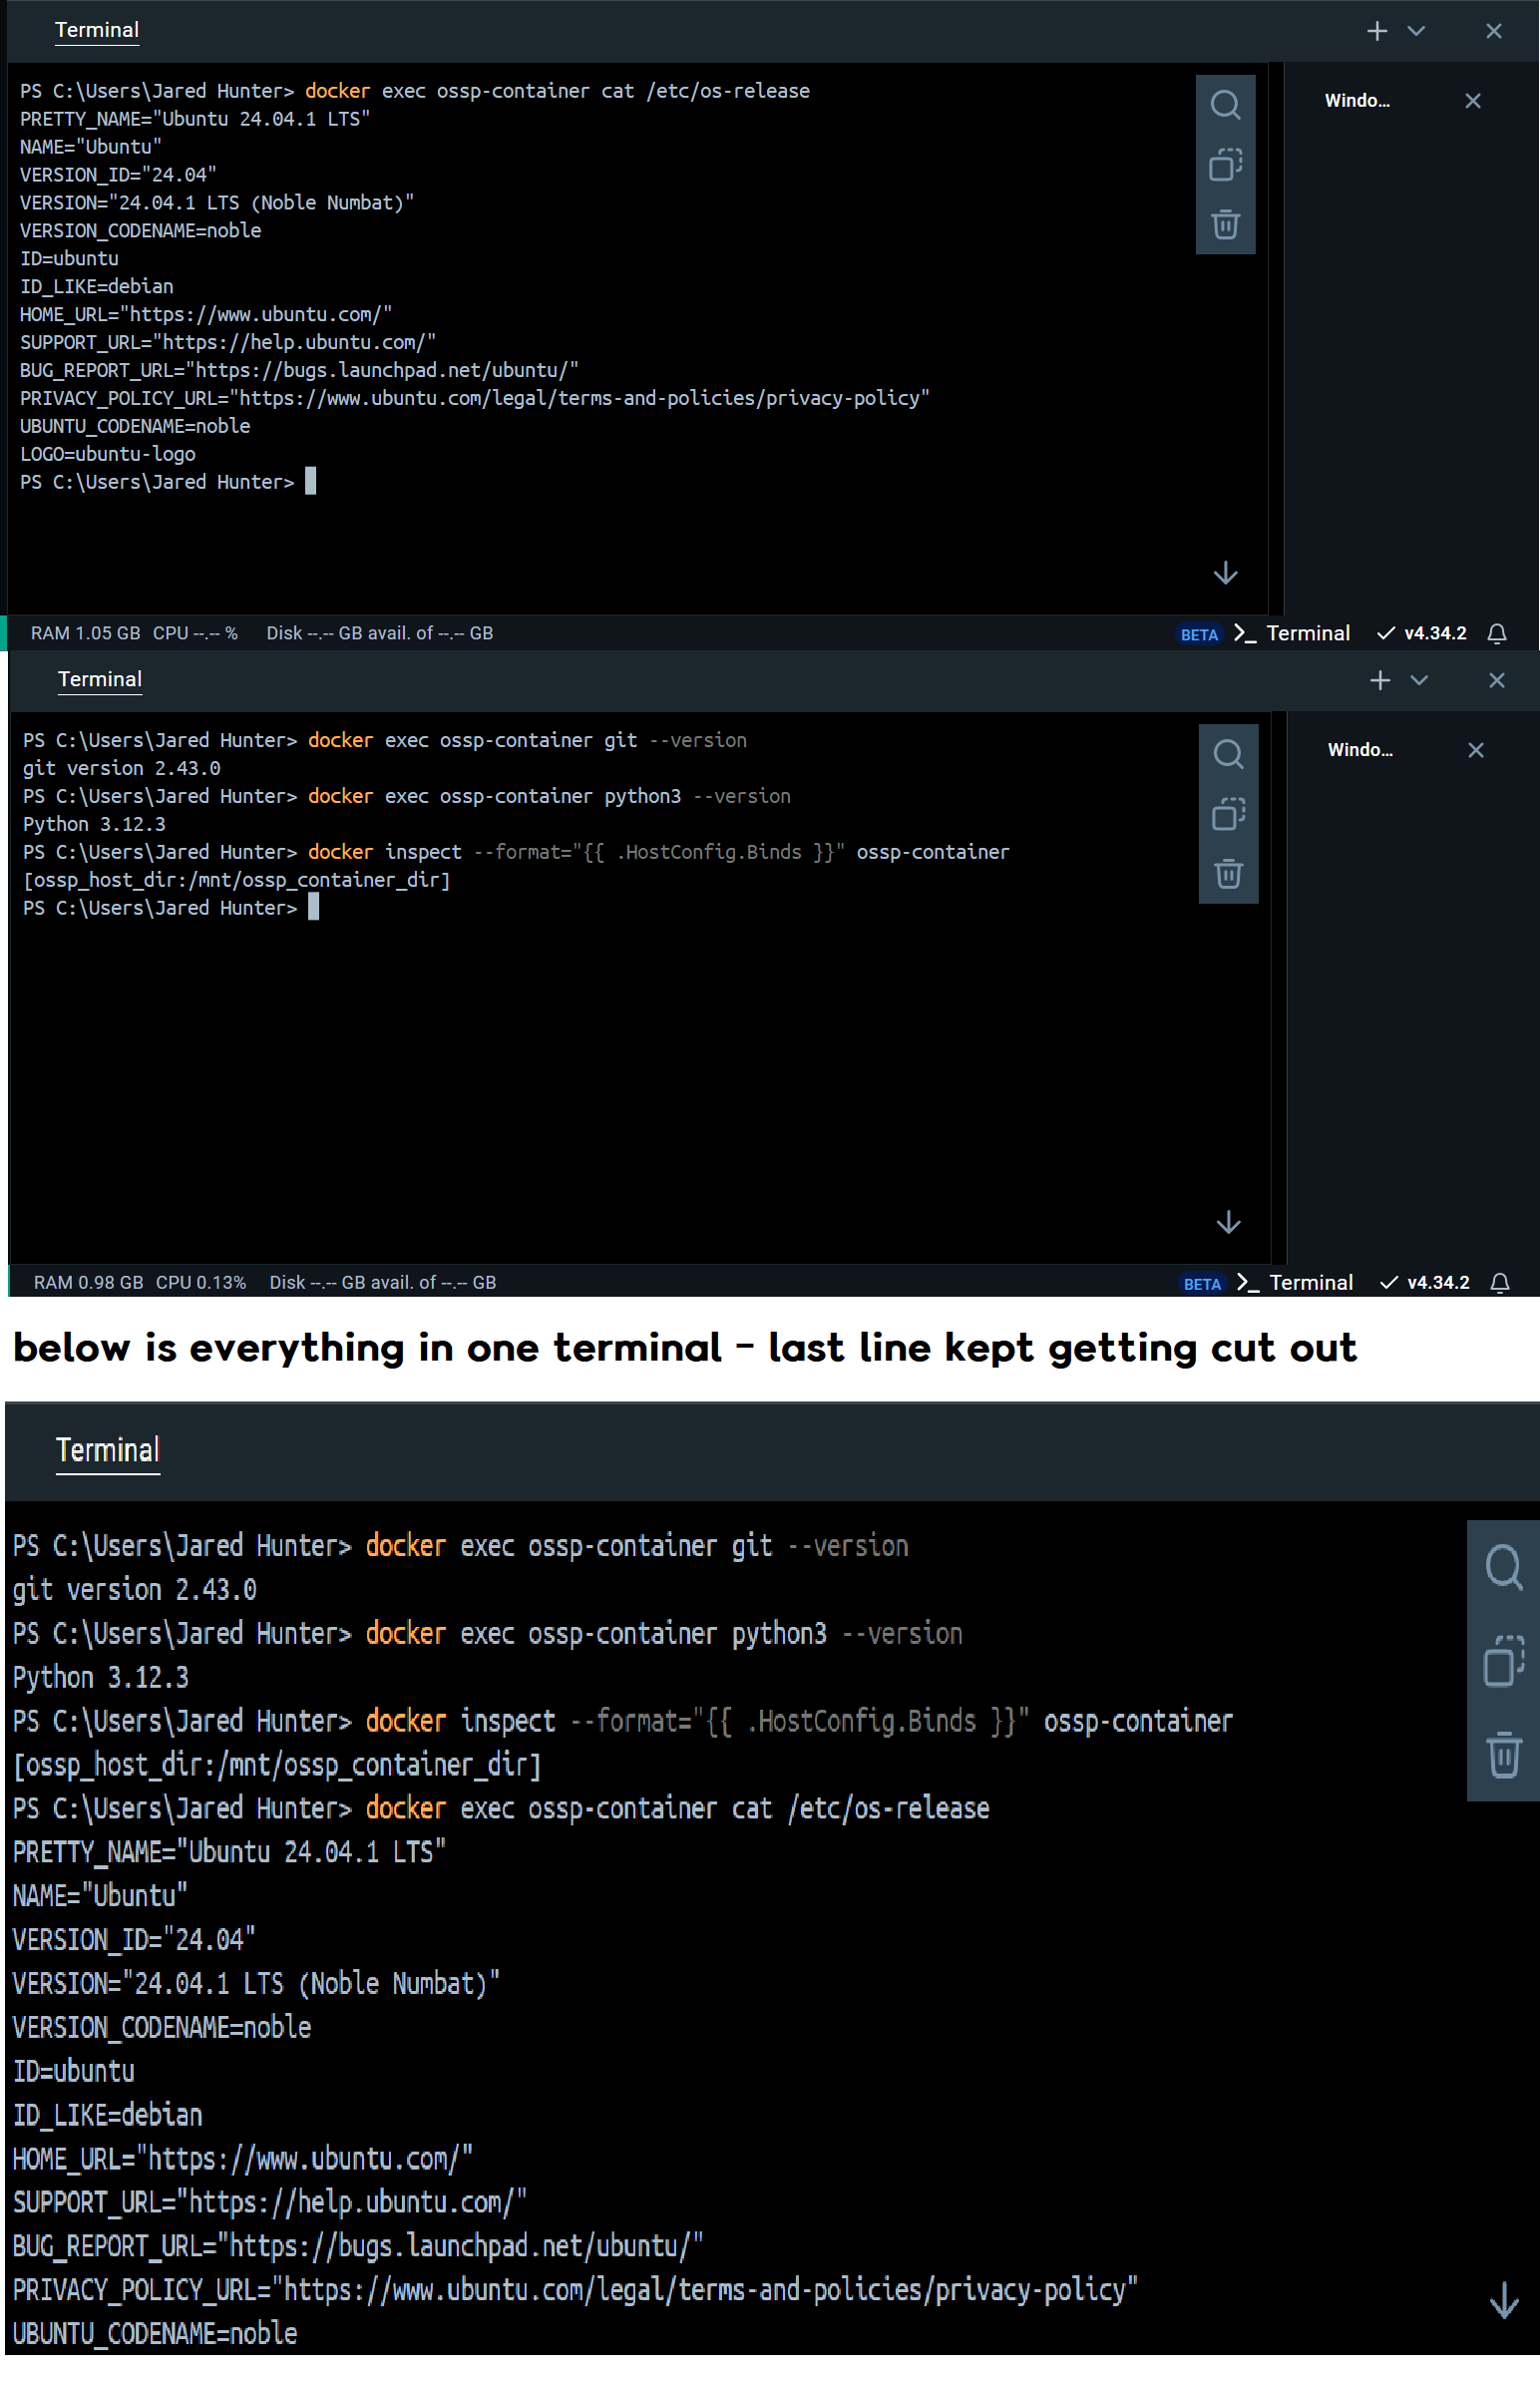 Terminal
PS C:\Users\Jared Hunter> docker exec ossp-container cat /etc/os-release
Windo...
PRETTY_NAME="Ubuntu 24.04.1 LTS"
NAME="Ubuntu"
VERSION_ID="24.04"
VERSION="24.04.1 LTS (Noble Numbat)"
VERSION_CODENAME=noble
ID=ubuntu
ID_LIKE=debian
HOME_URL="https://www.ubuntu.com/"
SUPPORT_URL="https://help.ubuntu.com/"
BUG_REPORT_URL="https://bugs.launchpad.net/ubuntu/"
PRIVACY_POLICY_URL="https://www.ubuntu.com/legal/terms-and-policies/privacy-policy"
UBUNTU_CODENAME=noble
LOGO=ubuntu-logo
PS C:\Users\Jared Hunter>
RAM 1.05 GB CPU --.-- % Disk --.-- GB avail. of --.-- GB BETA >_ Terminal v4.34.2
Terminal
PS C:\Users\Jared Hunter> docker exec ossp-container git --version
Windo...
git version 2.43.0
PS C:\Users\Jared Hunter> docker exec ossp-container python3 --version
Python 3.12.3
PS C:\Users\Jared Hunter> docker inspect --format="{{ .HostConfig.Binds }}" ossp-container
[ossp_host_dir:/mnt/ossp_container_dir]
PS C:\Users\Jared Hunter>
RAM 0.98 GB CPU 0.13% Disk --.-- GB avail. of --.-- GB BETA >_ Terminal v4.34.2
below is everything in one terminal - last line kept getting cut out
Terminal
PS C:\Users\Jared Hunter> docker exec ossp-container git --version
git version 2.43.0
PS C:\Users\Jared Hunter> docker exec ossp-container python3 --version
Python 3.12.3
PS C:\Users\Jared Hunter> docker inspect --format="{{ .HostConfig.Binds }}" ossp-container
[ossp_host_dir:/mnt/ossp_container_dir]
PS C:\Users\Jared Hunter> docker exec ossp-container cat /etc/os-release
PRETTY_NAME="Ubuntu 24.04.1 LTS"
NAME="Ubuntu"
VERSION_ID="24.04"
VERSION="24.04.1 LTS (Noble Numbat)"
VERSION_CODENAME=noble
ID=ubuntu
ID_LIKE=debian
HOME_URL="https://www.ubuntu.com/"
SUPPORT_URL="https://help.ubuntu.com/"
BUG_REPORT_URL="https://bugs.launchpad.net/ubuntu/"
PRIVACY_POLICY_URL="https://www.ubuntu.com/legal/terms-and-policies/privacy-policy"
UBUNTU_CODENAME=noble